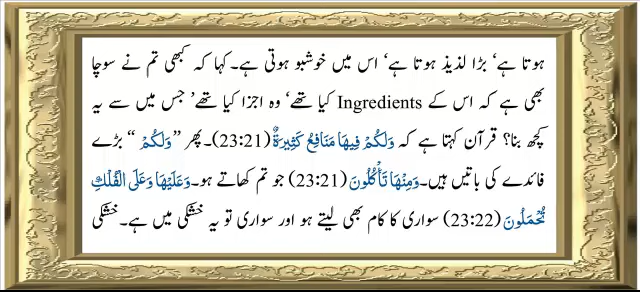 ہوتا ہے‘ بڑا لذیذ ہوتا ہے‘ اس میں خوشبو ہوتی ہے۔ کہا کہ کبھی تم نے سوچا
بھی ہے کہ اس کے Ingredients کیا تھے‘ وہ اجزا کیا تھے‘ جس میں سے یہ
کچھ بنا؟ قرآن کہتا ہے کہ وَلَكُمْ فِيهَا مَنَافِعُ كَثِيرَةٌ (23:21)۔ پھر ”وَلَكُمْ“ بڑے
فائدے کی باتیں ہیں۔ وَمِنْهَا تَأْكُلُونَ (23:21) جو تم کھاتے ہو۔ وَعَلَيْهَا وَعَلَى الْفُلْكِ
تُحْمَلُونَ (23:22) سواری کا کام بھی لیتے ہو اور سواری تو یہ خشکی میں ہے۔ خشکی